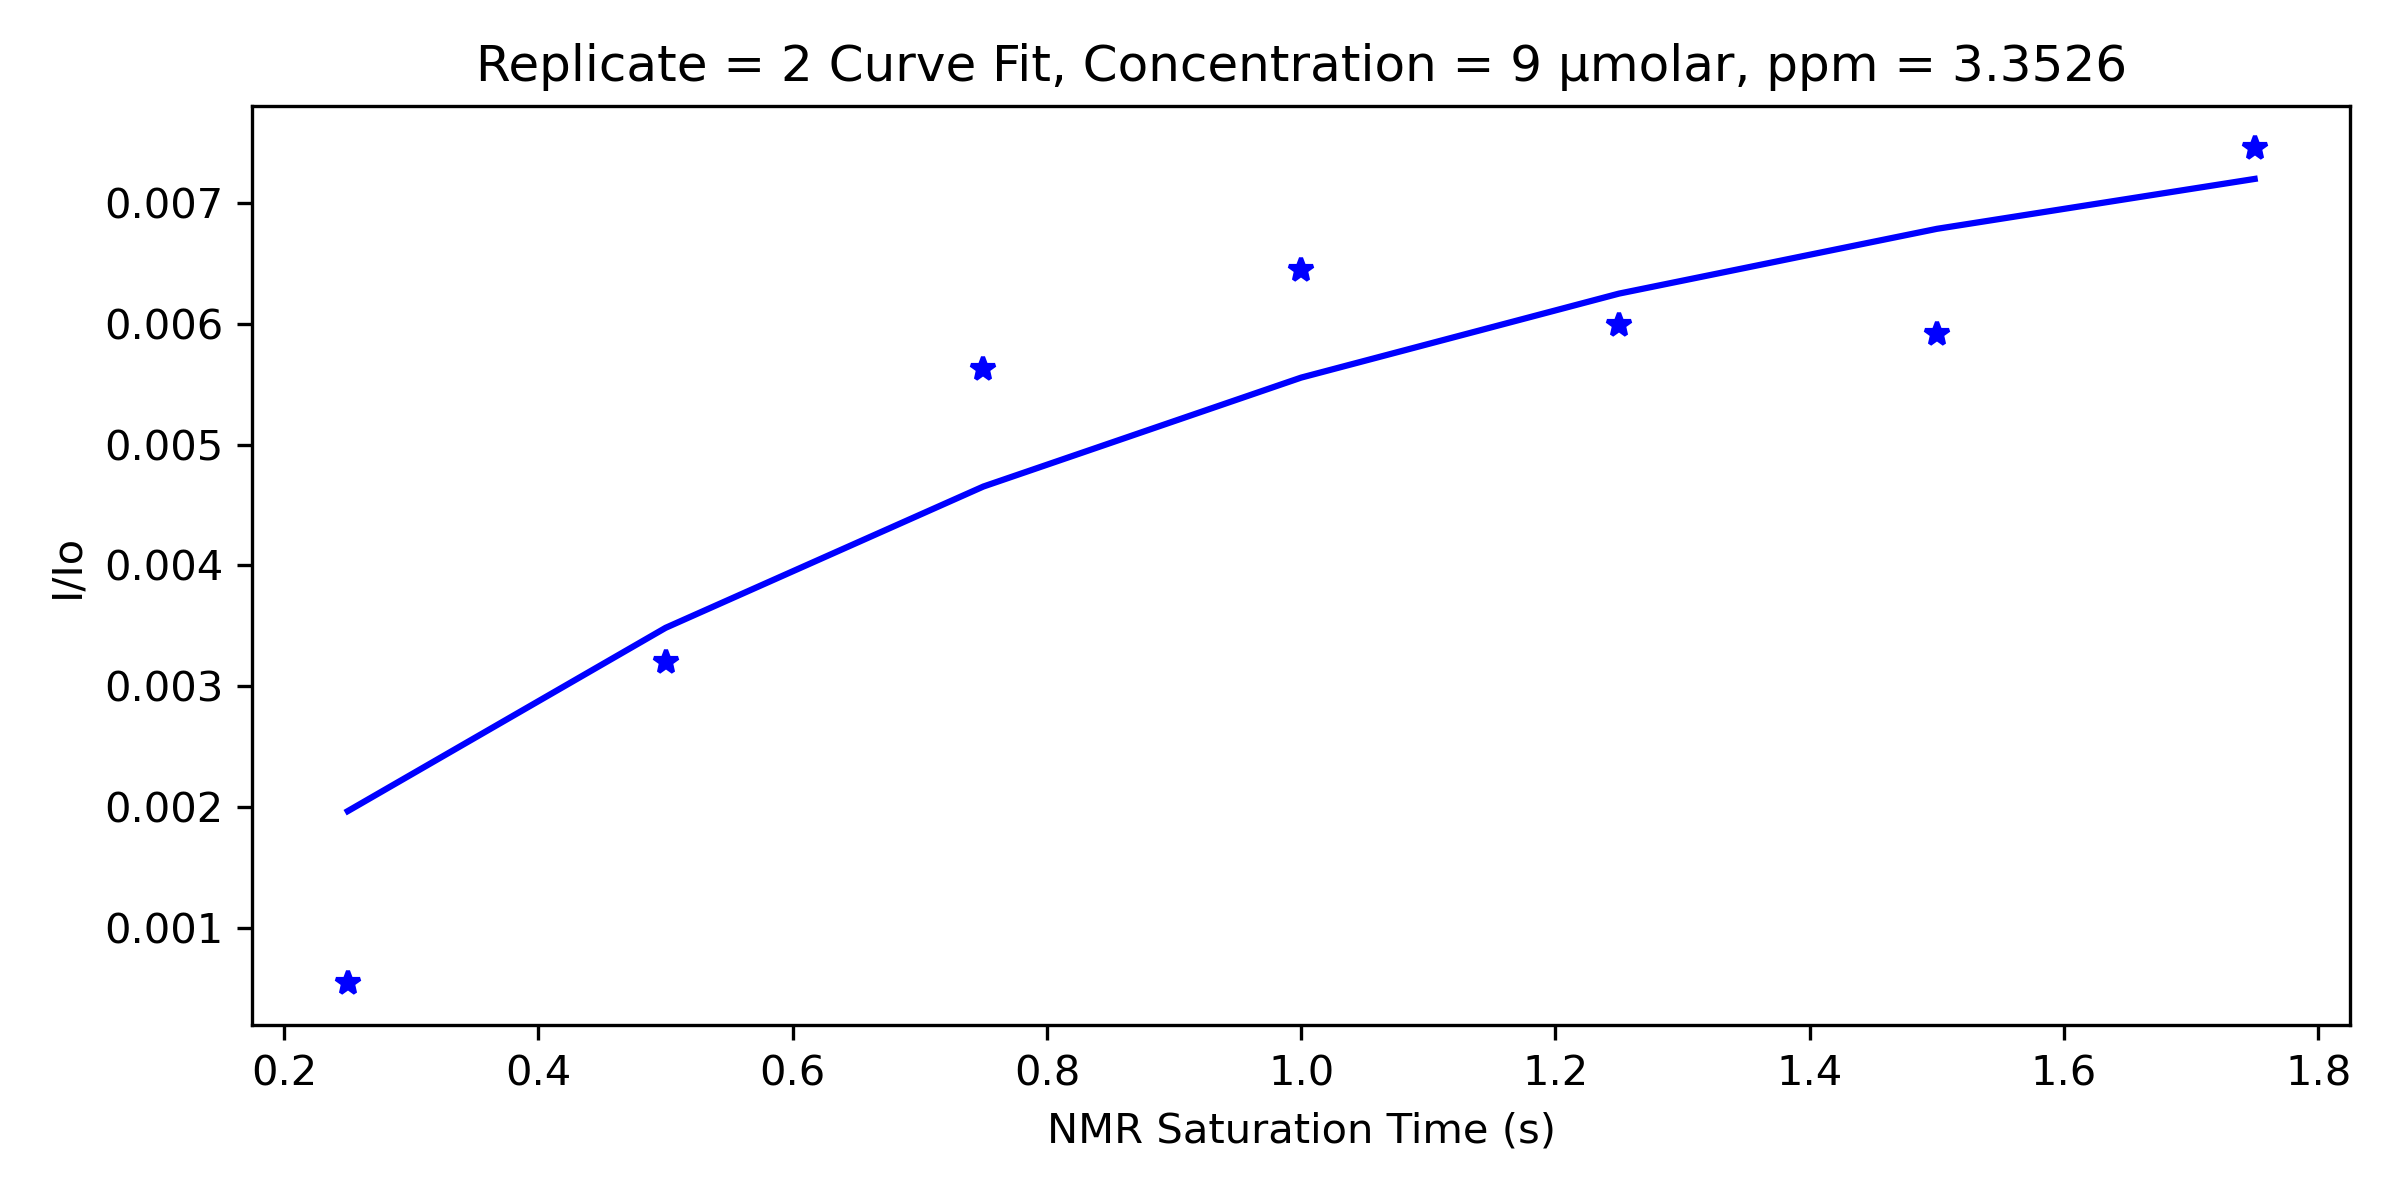 Replicate = 2 Curve Fit, Concentration = 9 μmolar, ppm = 3.3526
0.007
0.006
0.005
0.004
0.003
0.002
0.001
I/Io
0.2 0.4 0.6 0.8 1.0 1.2 1.4 1.6 1.8
NMR Saturation Time (s)